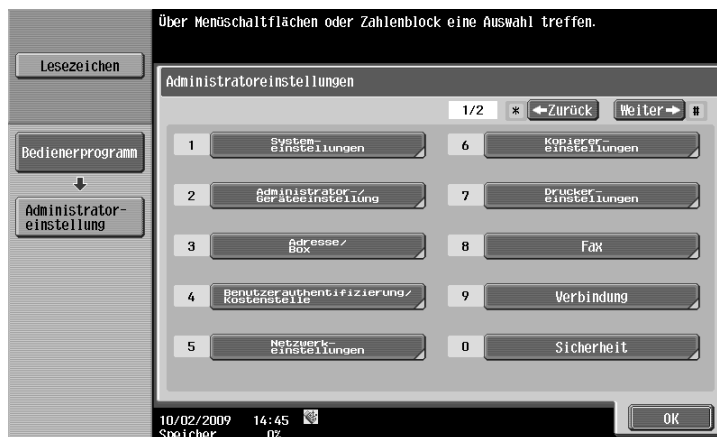 Über Menüschaltflächen oder Zahlenblock eine Auswahl treffen.
Lesezeichen
Administratoreinstellungen
1/2 * ←Zurück Weiter→ #
Bedienerprogramm
Administrator-
einstellung
1 System-
einstellungen
2 Administrator-/
Geräteeinstellung
3 Adresse/
Box
4 Benutzerauthentifizierung/
Kostenstelle
5 Netzwerk-
einstellungen
6 Kopierer-
einstellungen
7 Drucker-
einstellungen
8 Fax
9 Verbindung
0 Sicherheit
10/02/2009 14:45
Speicher 0%
OK